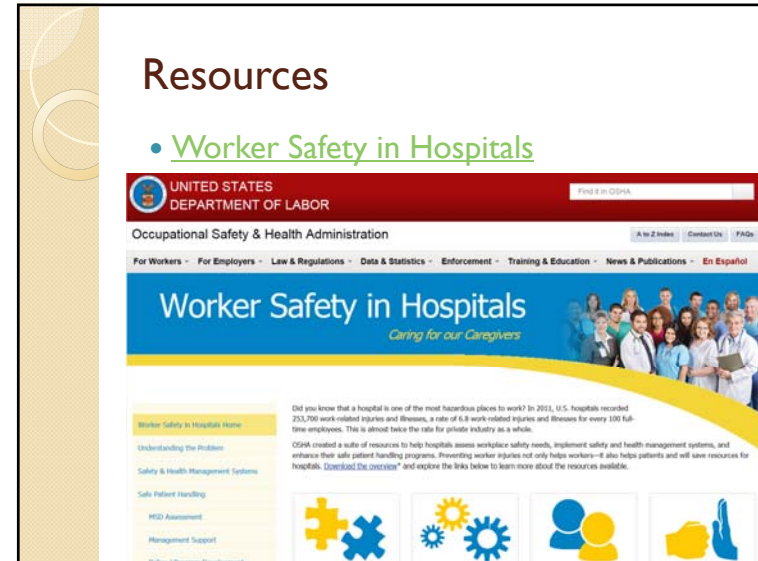 Resources
• Worker Safety in Hospitals
UNITED STATES
DEPARTMENT OF LABOR
Find it in OSHA
Occupational Safety & Health Administration
A to Z Index Contact Us FAQs
For Workers For Employers Law & Regulations Data & Statistics Enforcement Training & Education News & Publications En Español
Worker Safety in Hospitals
Caring for our Caregivers
Worker Safety in Hospitals Home
Understanding the Problem
Safety & Health Management Systems
Safe Patient Handling
MSD Assessment
Management Support
Did you know that a hospital is one of the most hazardous places to work? In 2011, U.S. hospitals recorded
253,700 work-related injuries and illnesses, a rate of 6.8 work-related injuries and illnesses for every 100 full-
time employees. This is almost twice the rate for private industry as a whole.
OSHA created a suite of resources to help hospitals assess workplace safety needs, implement safety and health management systems, and
enhance their safe patient handling programs. Preventing worker injuries not only helps workers—it also helps patients and will save resources for
hospitals. Download the overview* and explore the links below to learn more about the resources available.